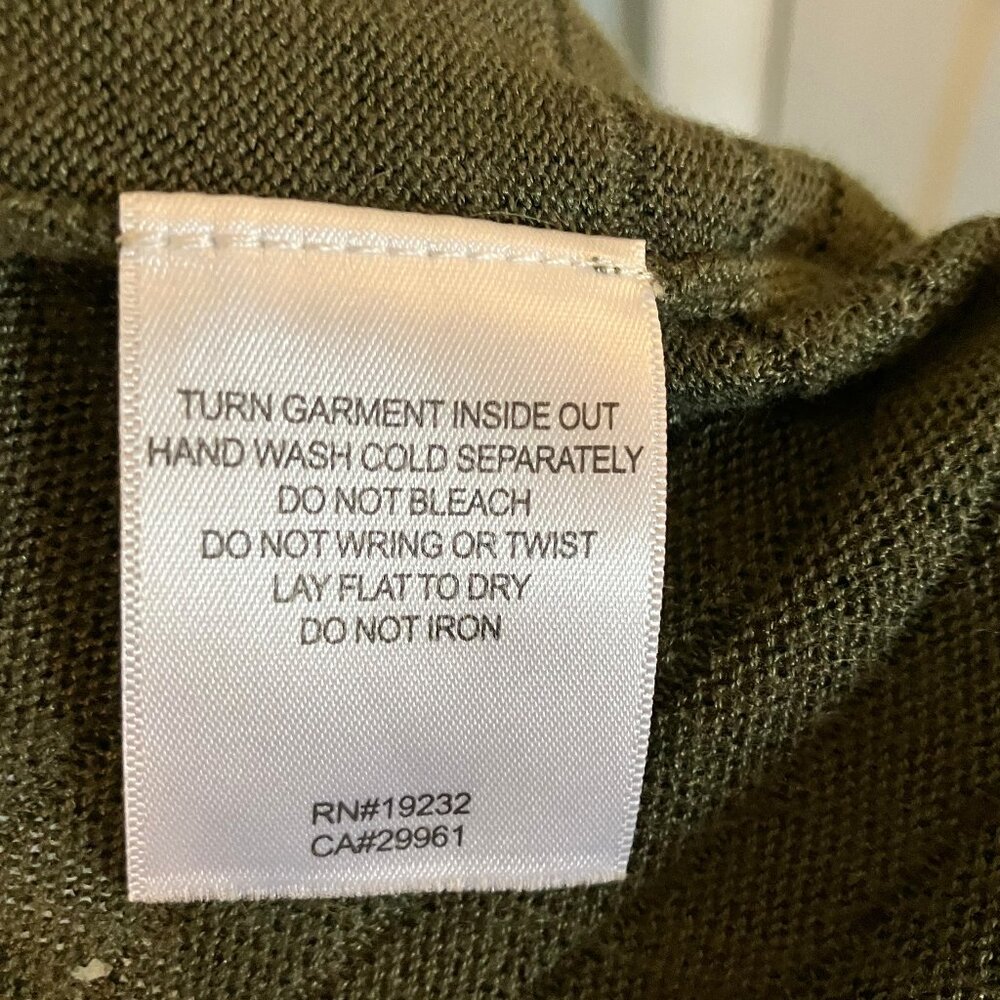 TURN GARMENT INSIDE OUT
HAND WASH COLD SEPARATELY
DO NOT BLEACH
DO NOT WRING OR TWIST
LAY FLAT TO DRY
DO NOT IRON
RN#19232
CA#29961